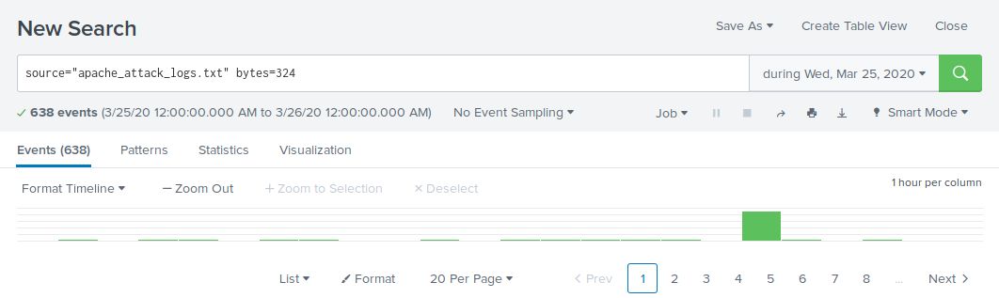 New Search
Save As Create Table View Close
source="apache_attack_logs.txt" bytes=324 during Wed, Mar 25, 2020
638 events (3/25/20 12:00:00.000 AM to 3/26/20 12:00:00.000 AM) No Event Sampling Job Smart Mode
Events (638) Patterns Statistics Visualization
Format Timeline — Zoom Out + Zoom to Selection × Deselect 1 hour per column
List Format 20 Per Page < Prev 1 2 3 4 5 6 7 8 ... Next >